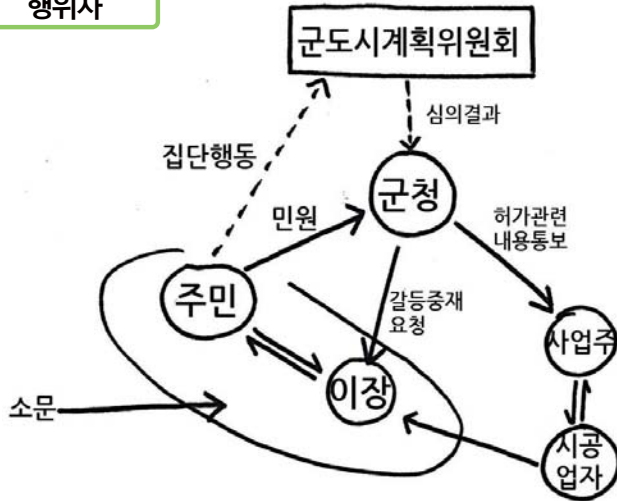 행위자
군도시계획위원회
심의결과
집단행동
군청
민원
허가관련
내용통보
주민
갈등중재
요청
사업주
이장
소문
시공
업자